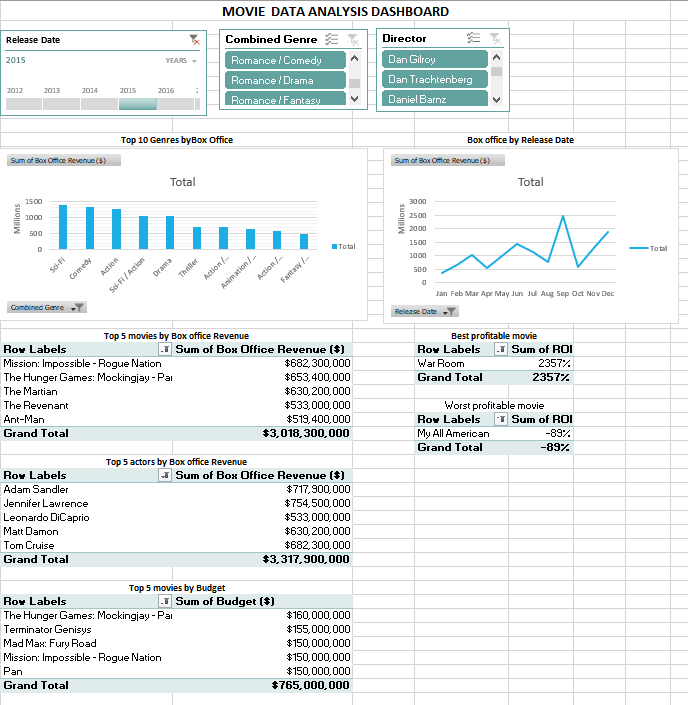 MOVIE DATA ANALYSIS DASHBOARD
Release Date
2015 YEARS
2012 2013 2014 2015 2016
Combined Genre
Romance / Comedy
Romance / Drama
Romance / Fantasy
Director
Dan Gilroy
Dan Trachtenberg
Daniel Barnz
Top 10 Genres by Box Office
Sum of Box Office Revenue ($)
Total
Millions
1500
1000
500
0
Sci-Fi Comedy Action Sci-Fi / Action Drama Thriller Action /... Animation /... Action /... Fantasy /...
Total
Combined Genre
Box office by Release Date
Sum of Box Office Revenue ($)
Total
Millions
3000
2500
2000
1500
1000
500
0
Jan Feb Mar Apr May Jun Jul Aug Sep Oct Nov Dec
Total
Release Date
Top 5 movies by Box office Revenue
Row Labels Sum of Box Office Revenue ($)
Mission: Impossible - Rogue Nation $682,300,000
The Hunger Games: Mockingjay - Pa $653,400,000
The Martian $630,200,000
The Revenant $533,000,000
Ant-Man $519,400,000
Grand Total $3,018,300,000
Best profitable movie
Row Labels Sum of ROI
War Room 2357%
Grand Total 2357%
Worst profitable movie
Row Labels Sum of ROI
My All American -89%
Grand Total -89%
Top 5 actors by Box office Revenue
Row Labels Sum of Box Office Revenue ($)
Adam Sandler $717,900,000
Jennifer Lawrence $754,500,000
Leonardo DiCaprio $533,000,000
Matt Damon $630,200,000
Tom Cruise $682,300,000
Grand Total $3,317,900,000
Top 5 movies by Budget
Row Labels Sum of Budget ($)
The Hunger Games: Mockingjay - Pa $160,000,000
Terminator Genisys $155,000,000
Mad Max: Fury Road $150,000,000
Mission: Impossible - Rogue Nation $150,000,000
Pan $150,000,000
Grand Total $765,000,000